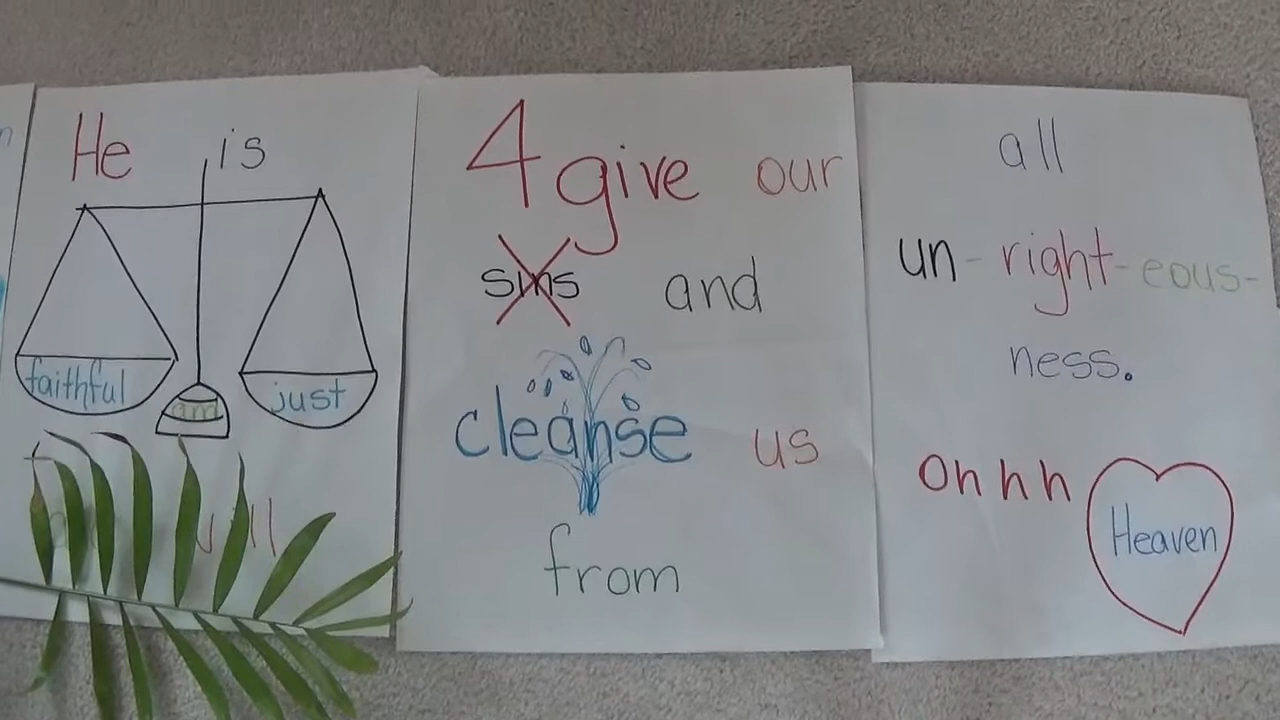 He is
faithful and just
will
4give our
sins and
cleanse us
from
all
un-right-eous-
ness.
Ohhh Heaven